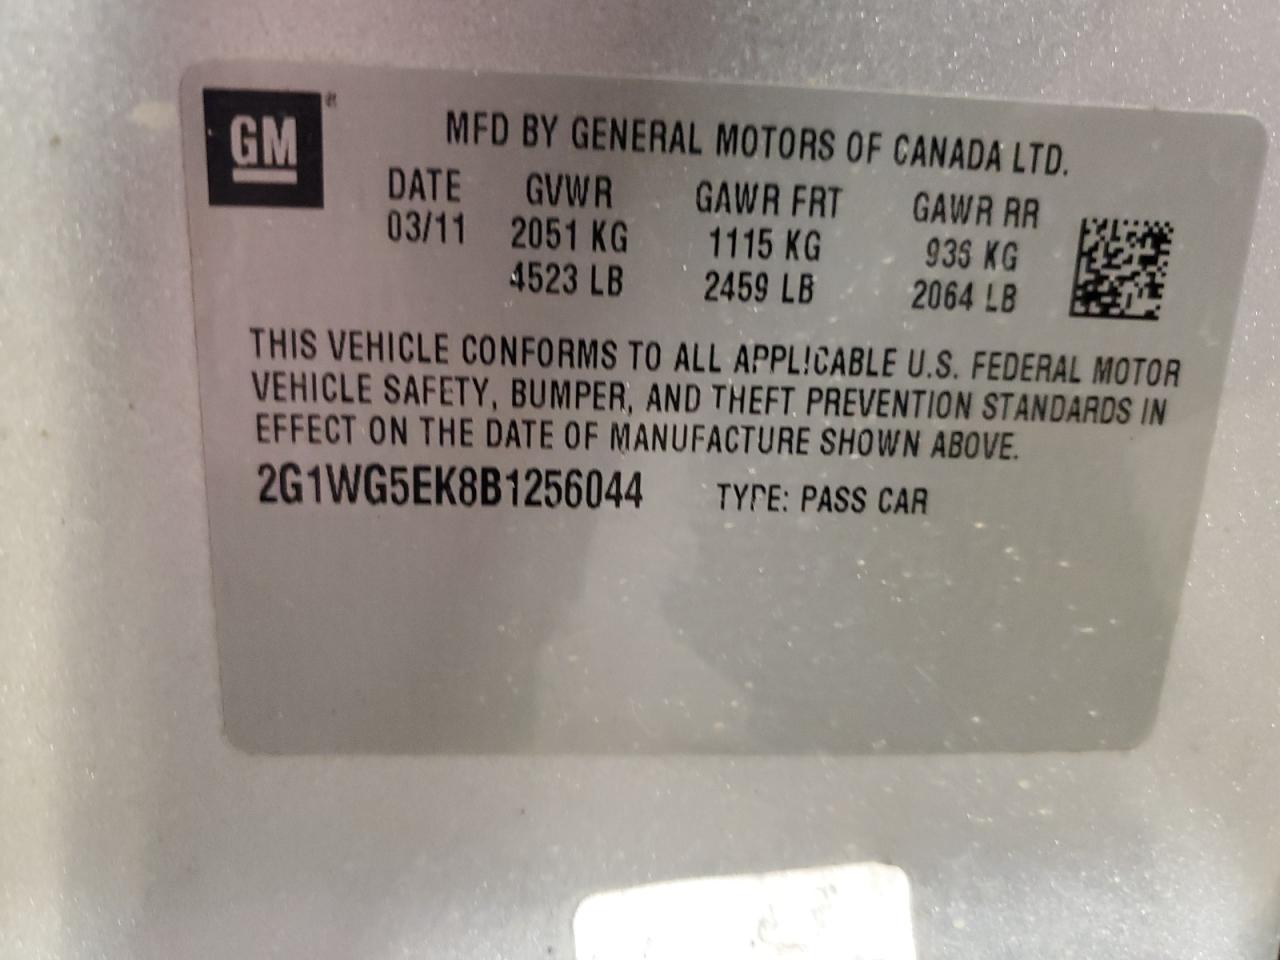 GM
MFD BY GENERAL MOTORS OF CANADA LTD.
DATE GVWR GAWR FRT GAWR RR
03/11 2051 KG 1115 KG 936 KG
4523 LB 2459 LB 2064 LB
THIS VEHICLE CONFORMS TO ALL APPLICABLE U.S. FEDERAL MOTOR
VEHICLE SAFETY, BUMPER, AND THEFT PREVENTION STANDARDS IN
EFFECT ON THE DATE OF MANUFACTURE SHOWN ABOVE.
2G1WG5EK8B1256044 TYPE: PASS CAR